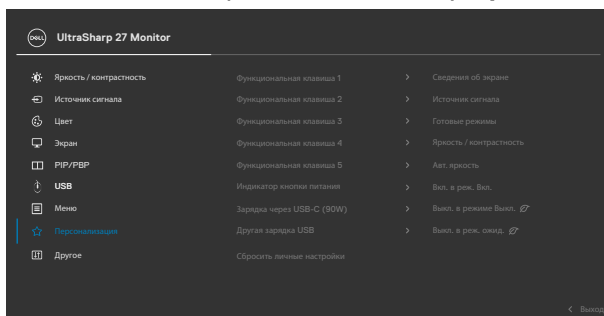 DELL UltraSharp 27 Monitor
Яркость / контрастность Функциональная клавиша 1 > Сведения об экране
Источник сигнала Функциональная клавиша 2 > Источник сигнала
Цвет Функциональная клавиша 3 > Готовые режимы
Экран Функциональная клавиша 4 > Яркость / контрастность
PIP/PBP Функциональная клавиша 5 > Авт. яркость
USB Индикатор кнопки питания > Вкл. в реж. Вкл.
Меню Зарядка через USB-C (90W) > Выкл. в режиме Выкл.
Персонализация Другая зарядка USB > Выкл. в реж. ожид.
Другое Сбросить личные настройки
< Выход